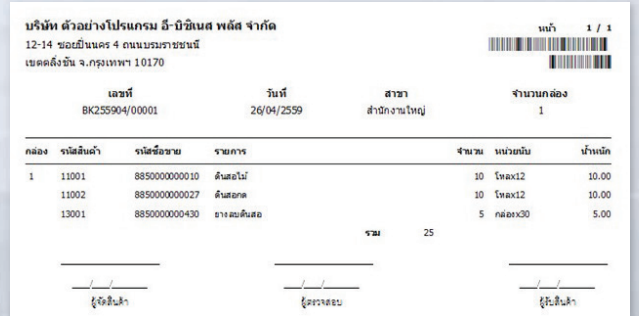 บริษัท ตัวอย่างโปรแกรม อี-บิซิเนส พลัส จำกัด หน้า 1 / 1
12-14 ซอยปิ่นนคร 4 ถนนบรมราชชนนี
เขตตลิ่งชัน จ.กรุงเทพฯ 10170
เลขที่ วันที่ สาขา จำนวนกล่อง
BK255904/00001 26/04/2559 สำนักงานใหญ่ 1
กล่อง รหัสสินค้า รหัสซื้อขาย รายการ จำนวน หน่วยนับ น้ำหนัก
1 11001 8850000000010 ดินสอไม้ 10 โหลx12 10.00
11002 8850000000027 ดินสอกด 10 โหลx12 10.00
13001 8850000000430 ยางลบดินสอ 5 กล่องx30 5.00
รวม 25
__/__/____ __/__/____ __/__/____
ผู้จัดสินค้า ผู้ตรวจสอบ ผู้รับสินค้า